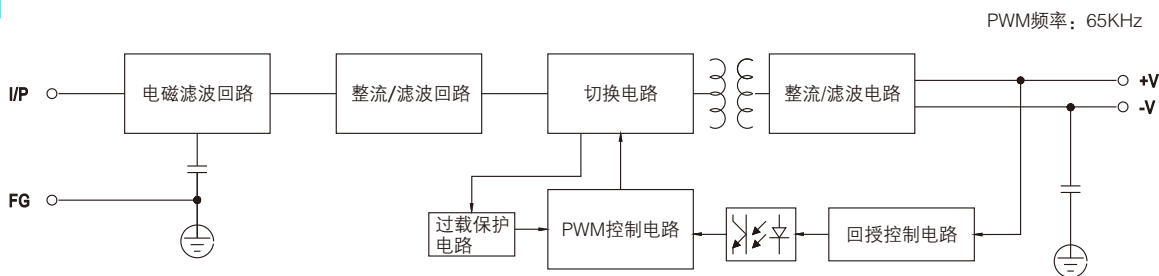 PWM频率：65KHz
I/P
电磁滤波回路
整流/滤波回路
切换电路
整流/滤波电路
+V
-V
FG
过载保护
电路
PWM控制电路
回授控制电路